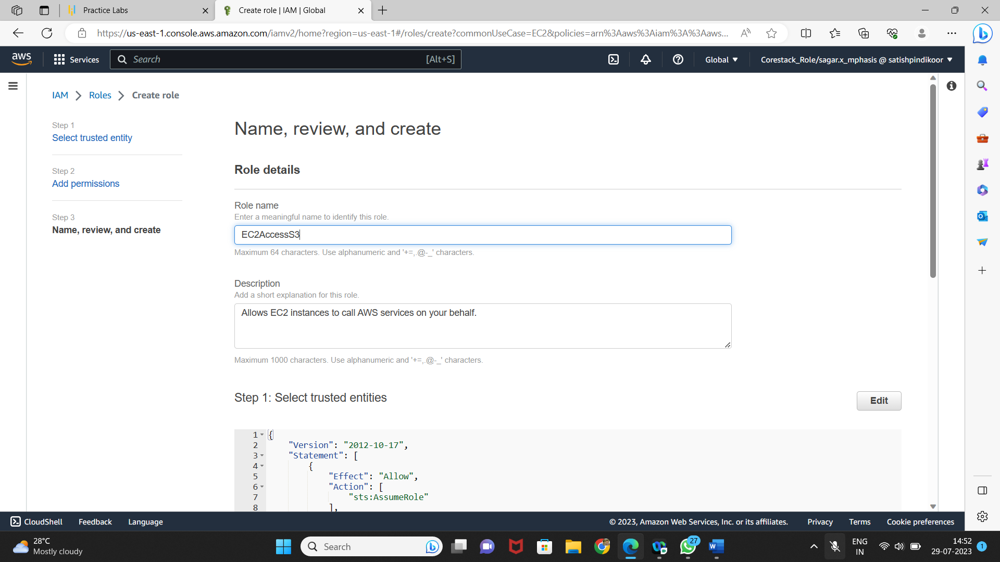 Practice Labs
Create role | IAM | Global
https://us-east-1.console.aws.amazon.com/iamv2/home?region=us-east-1#/roles/create?commonUseCase=EC2&policies=arn%3Aaws%3Aiam%3A%3Aaws...
aws
Services
Search
[Alt+S]
Global
Corestack_Role/sagar.x_mphasis @ satishpindikoor
IAM > Roles > Create role
Step 1
Select trusted entity
Step 2
Add permissions
Step 3
Name, review, and create
Name, review, and create
Role details
Role name
Enter a meaningful name to identify this role.
EC2AccessS3
Maximum 64 characters. Use alphanumeric and '+=,.@-_' characters.
Description
Add a short explanation for this role.
Allows EC2 instances to call AWS services on your behalf.
Maximum 1000 characters. Use alphanumeric and '+=,.@-_' characters.
Step 1: Select trusted entities
Edit
1 {
2 "Version": "2012-10-17",
3 "Statement": [
4 {
5 "Effect": "Allow",
6 "Action": [
7 "sts:AssumeRole"
8 ],
CloudShell
Feedback
Language
© 2023, Amazon Web Services, Inc. or its affiliates.
Privacy
Terms
Cookie preferences
28°C
Mostly cloudy
Search
27
W
ENG
IN
14:52
29-07-2023
1